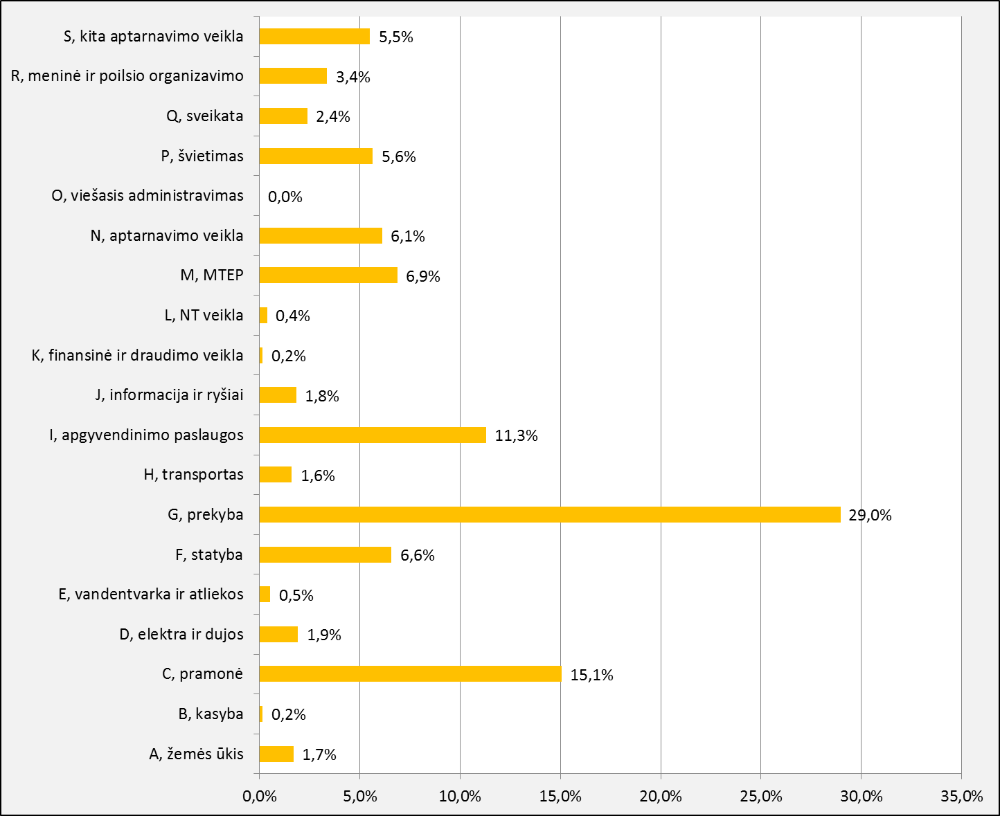 S, kita aptarnavimo veikla 5,5%
R, meninė ir poilsio organizavimo 3,4%
Q, sveikata 2,4%
P, švietimas 5,6%
O, viešasis administravimas 0,0%
N, aptarnavimo veikla 6,1%
M, MTEP 6,9%
L, NT veikla 0,4%
K, finansinė ir draudimo veikla 0,2%
J, informacija ir ryšiai 1,8%
I, apgyvendinimo paslaugos 11,3%
H, transportas 1,6%
G, prekyba 29,0%
F, statyba 6,6%
E, vandentvarka ir atliekos 0,5%
D, elektra ir dujos 1,9%
C, pramonė 15,1%
B, kasyba 0,2%
A, žemės ūkis 1,7%
0,0% 5,0% 10,0% 15,0% 20,0% 25,0% 30,0% 35,0%